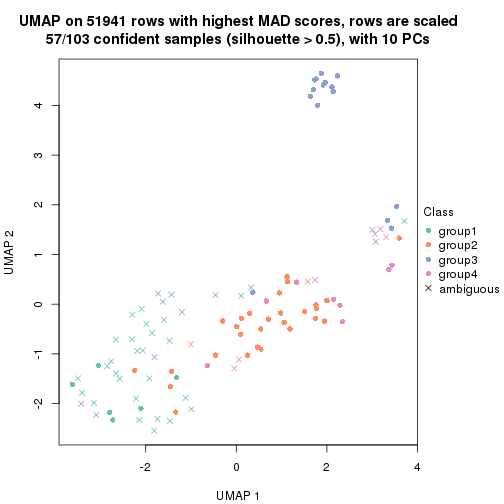 UMAP on 51941 rows with highest MAD scores, rows are scaled
57/103 confident samples (silhouette > 0.5), with 10 PCs
4
3
2
1
0
-1
-2
UMAP 2
-2
0
2
4
UMAP 1
Class
group1
group2
group3
group4
ambiguous